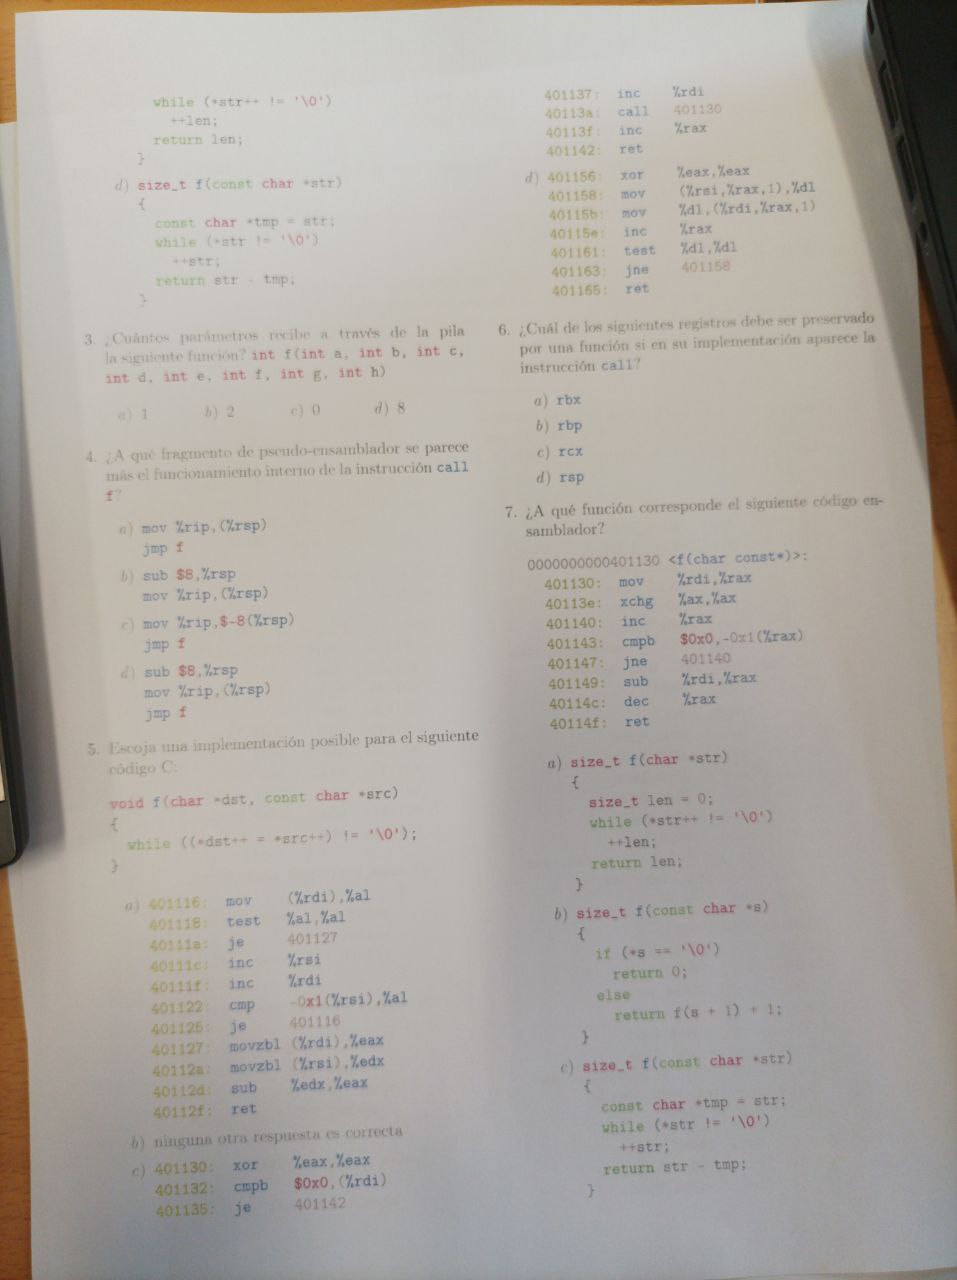 while (*str++ != '\0')
++len;
return len;
}
d) size_t f(const char *str)
{
const char *tmp = str;
while (*str != '\0')
++str;
return str - tmp;
}
3. ¿Cuántos parámetros recibe a través de la pila
la siguiente función? int f(int a, int b, int c,
int d, int e, int f, int g, int h)
a) 1 b) 2 c) 0 d) 8
4. ¿A qué fragmento de pseudo-ensamblador se parece
más el funcionamiento interno de la instrucción call
f?
a) mov %rip,(%rsp)
jmp f
b) sub $8,%rsp
mov %rip,(%rsp)
c) mov %rip,$-8(%rsp)
jmp f
d) sub $8,%rsp
mov %rip,(%rsp)
jmp f
5. Escoja una implementación posible para el siguiente
código C:
void f(char *dst, const char *src)
{
while ((*dst++ = *src++) != '\0');
}
a) 401116: mov (%rdi),%al
401118: test %al,%al
40111a: je 401127
40111c: inc %rsi
40111f: inc %rdi
401122: cmp -0x1(%rsi),%al
401125: je 401116
401127: movzbl (%rdi),%eax
40112a: movzbl (%rsi),%edx
40112d: sub %edx,%eax
40112f: ret
b) ninguna otra respuesta es correcta
c) 401130: xor %eax,%eax
401132: cmpb $0x0,(%rdi)
401135: je 401142
401137: inc %rdi
40113a: call 401130
40113f: inc %rax
401142: ret
d) 401156: xor %eax,%eax
401158: mov (%rsi,%rax,1),%dl
40115b: mov %dl,(%rdi,%rax,1)
40115e: inc %rax
401161: test %dl,%dl
401163: jne 401158
401165: ret
6. ¿Cuál de los siguientes registros debe ser preservado
por una función si en su implementación aparece la
instrucción call?
a) rbx
b) rbp
c) rcx
d) rsp
7. ¿A qué función corresponde el siguiente código en-
samblador?
0000000000401130 <f(char const*)>:
401130: mov %rdi,%rax
40113e: xchg %ax,%ax
401140: inc %rax
401143: cmpb $0x0,-0x1(%rax)
401147: jne 401140
401149: sub %rdi,%rax
40114c: dec %rax
40114f: ret
a) size_t f(char *str)
{
size_t len = 0;
while (*str++ != '\0')
++len;
return len;
}
b) size_t f(const char *s)
{
if (*s == '\0')
return 0;
else
return f(s + 1) + 1;
}
c) size_t f(const char *str)
{
const char *tmp = str;
while (*str != '\0')
++str;
return str - tmp;
}